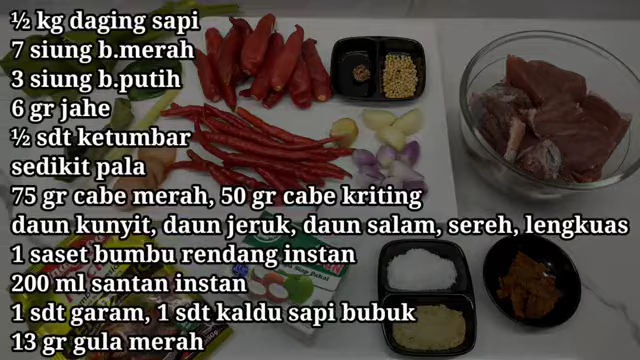 ½ kg daging sapi
7 siung b.merah
3 siung b.putih
6 gr jahe
½ sdt ketumbar
sedikit pala
75 gr cabe merah, 50 gr cabe kriting
daun kunyit, daun jeruk, daun salam, sereh, lengkuas
1 saset bumbu rendang instan
200 ml santan instan
1 sdt garam, 1 sdt kaldu sapi bubuk
13 gr gula merah